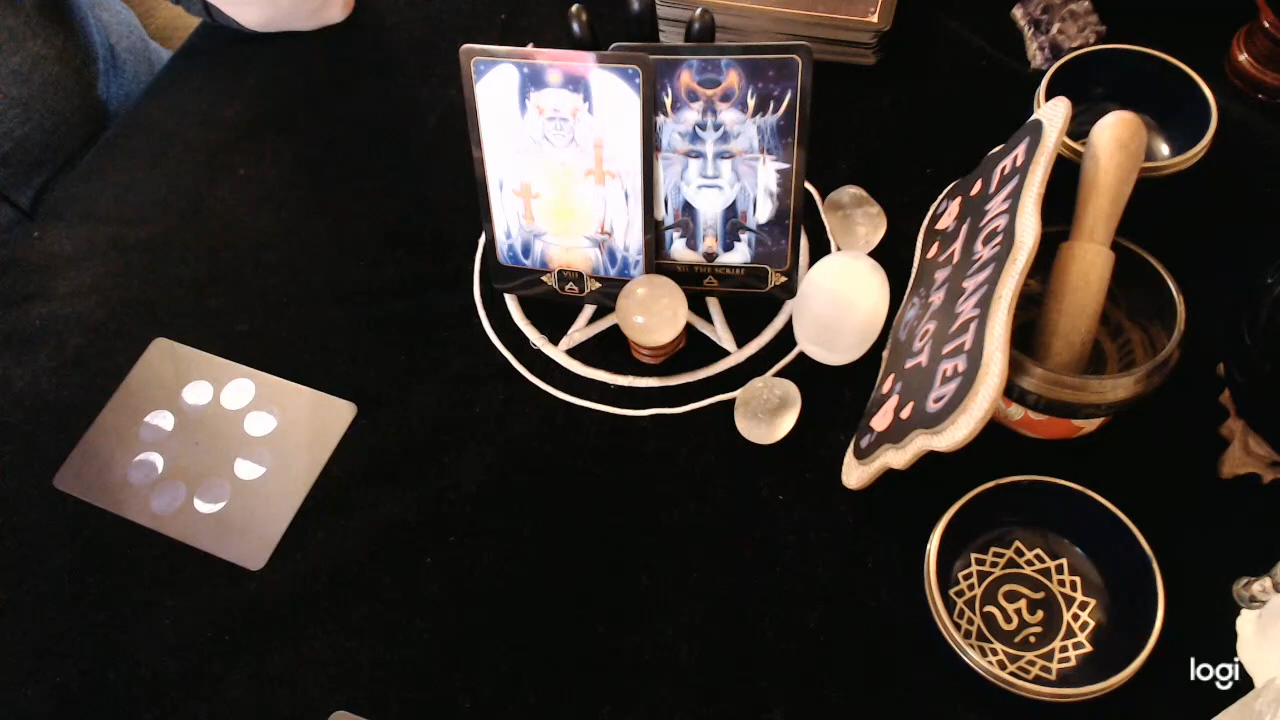 VIII
XII THE SCRIBE
ENCHANTED
TAROT
ॐ
logi